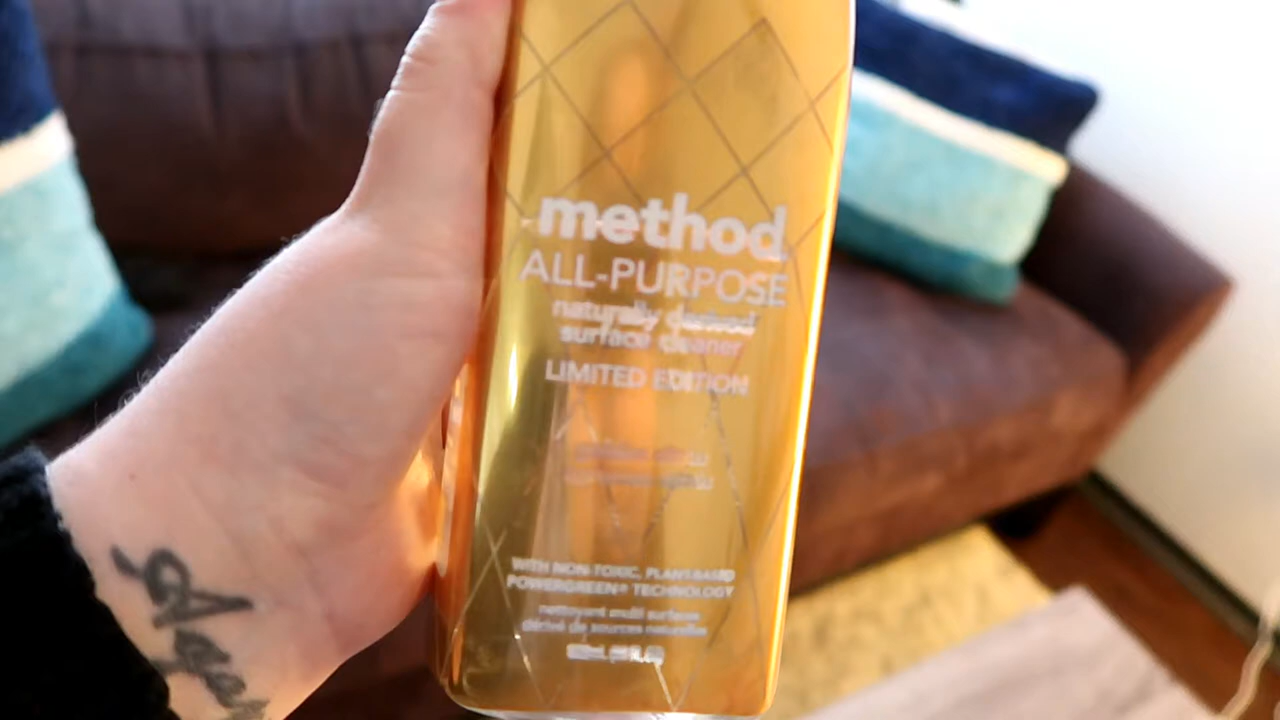 method.
ALL-PURPOSE
naturally derived
surface cleaner
LIMITED EDITION
WITH NON-TOXIC, PLANT-BASED
POWERGREEN® TECHNOLOGY
nettoyant multi surfaces
dérivé de sources naturelles